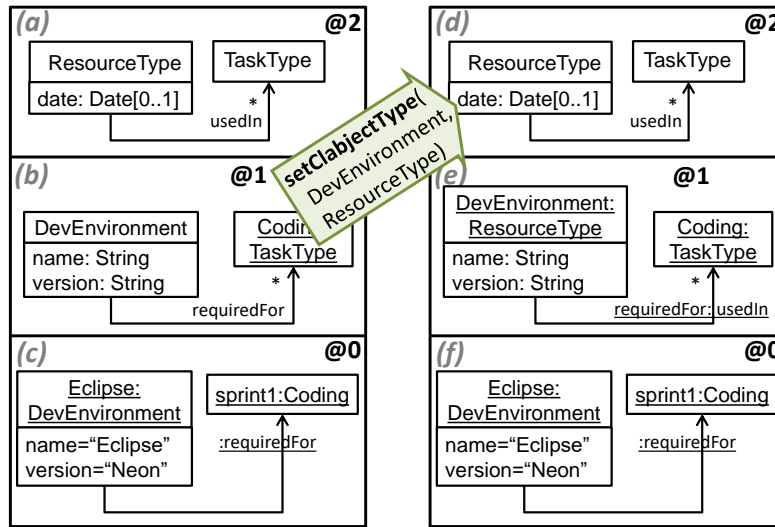 (a)
@2
ResourceType
TaskType
date: Date[0..1]
*
usedIn
(b)
@1
DevEnvironment
TaskType
name: String
version: String
*
requiredFor
(c)
@0
Eclipse:
DevEnvironment
sprint1:Coding
name=“Eclipse”
version=“Neon”
:requiredFor
setClabjectType(
DevEnvironment,
ResourceType)
(d)
@2
ResourceType
TaskType
date: Date[0..1]
*
usedIn
(e)
@1
DevEnvironment:
ResourceType
Coding:
TaskType
name: String
version: String
*
requiredFor: usedIn
(f)
@0
Eclipse:
DevEnvironment
sprint1:Coding
name=“Eclipse”
version=“Neon”
:requiredFor